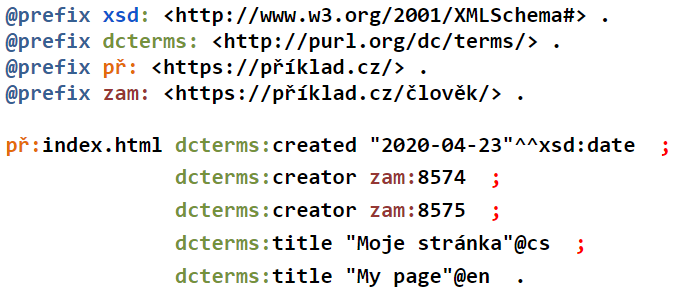 @prefix xsd: <http://www.w3.org/2001/XMLSchema#> .
@prefix dcterms: <http://purl.org/dc/terms/> .
@prefix př: <https://příklad.cz/> .
@prefix zam: <https://příklad.cz/člověk/> .
př:index.html dcterms:created "2020-04-23"^^xsd:date ;
dcterms:creator zam:8574 ;
dcterms:creator zam:8575 ;
dcterms:title "Moje stránka"@cs ;
dcterms:title "My page"@en .